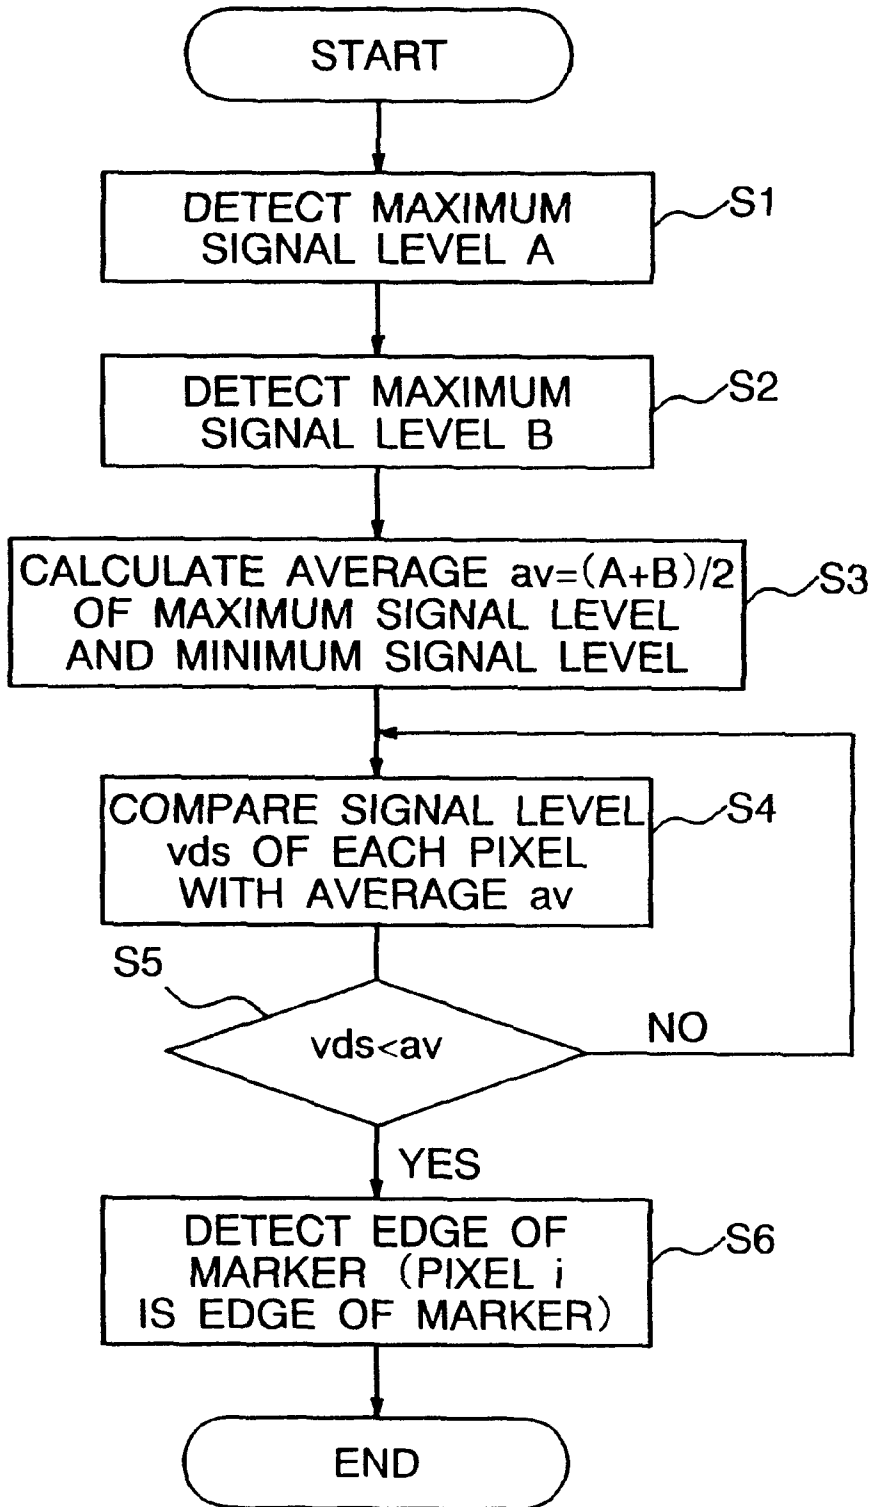 START
DETECT MAXIMUM
SIGNAL LEVEL A
S1
DETECT MAXIMUM
SIGNAL LEVEL B
S2
CALCULATE AVERAGE av=(A+B)/2
OF MAXIMUM SIGNAL LEVEL
AND MINIMUM SIGNAL LEVEL
S3
COMPARE SIGNAL LEVEL
vds OF EACH PIXEL
WITH AVERAGE av
S4
S5
vds<av
NO
YES
DETECT EDGE OF
MARKER (PIXEL i
IS EDGE OF MARKER)
S6
END